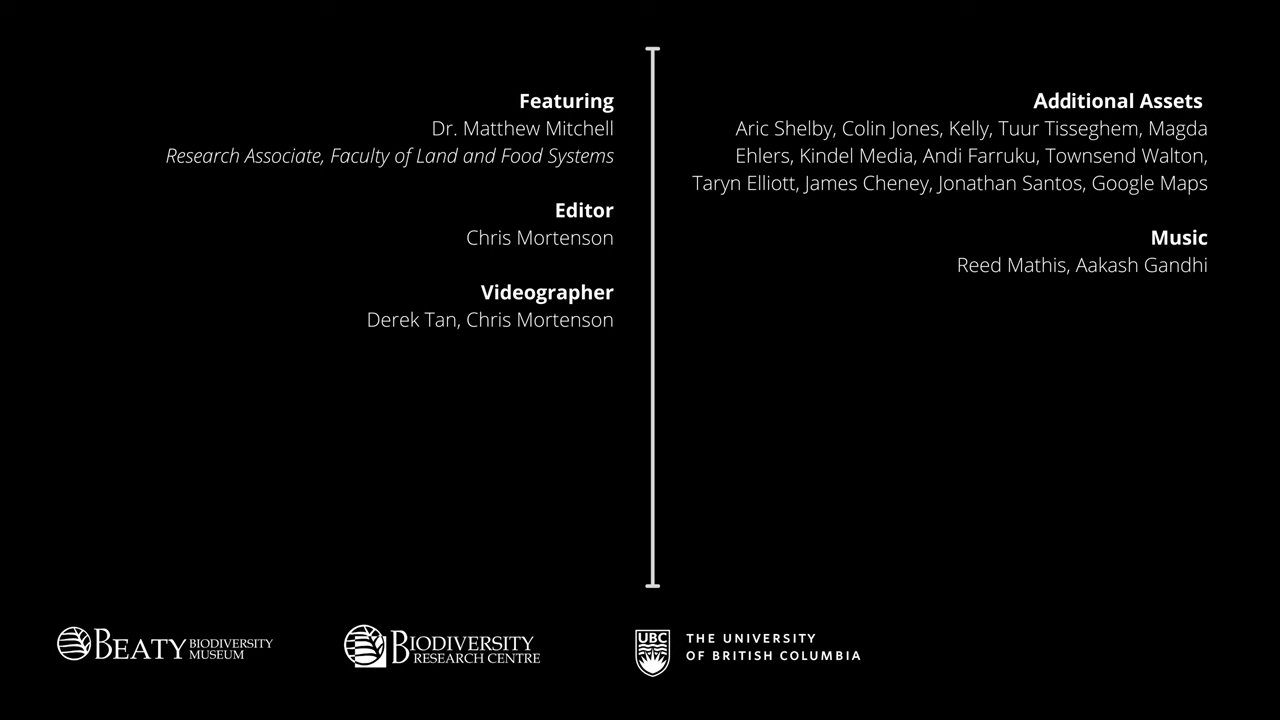 Featuring
Dr. Matthew Mitchell
Research Associate, Faculty of Land and Food Systems
Editor
Chris Mortenson
Videographer
Derek Tan, Chris Mortenson
Additional Assets
Aric Shelby, Colin Jones, Kelly, Tuur Tisseghem, Magda
Ehlers, Kindel Media, Andi Farruku, Townsend Walton,
Taryn Elliott, James Cheney, Jonathan Santos, Google Maps
Music
Reed Mathis, Aakash Gandhi
BEATY BIODIVERSITY
MUSEUM
BIODIVERSITY
RESEARCH CENTRE
UBC
THE UNIVERSITY
OF BRITISH COLUMBIA